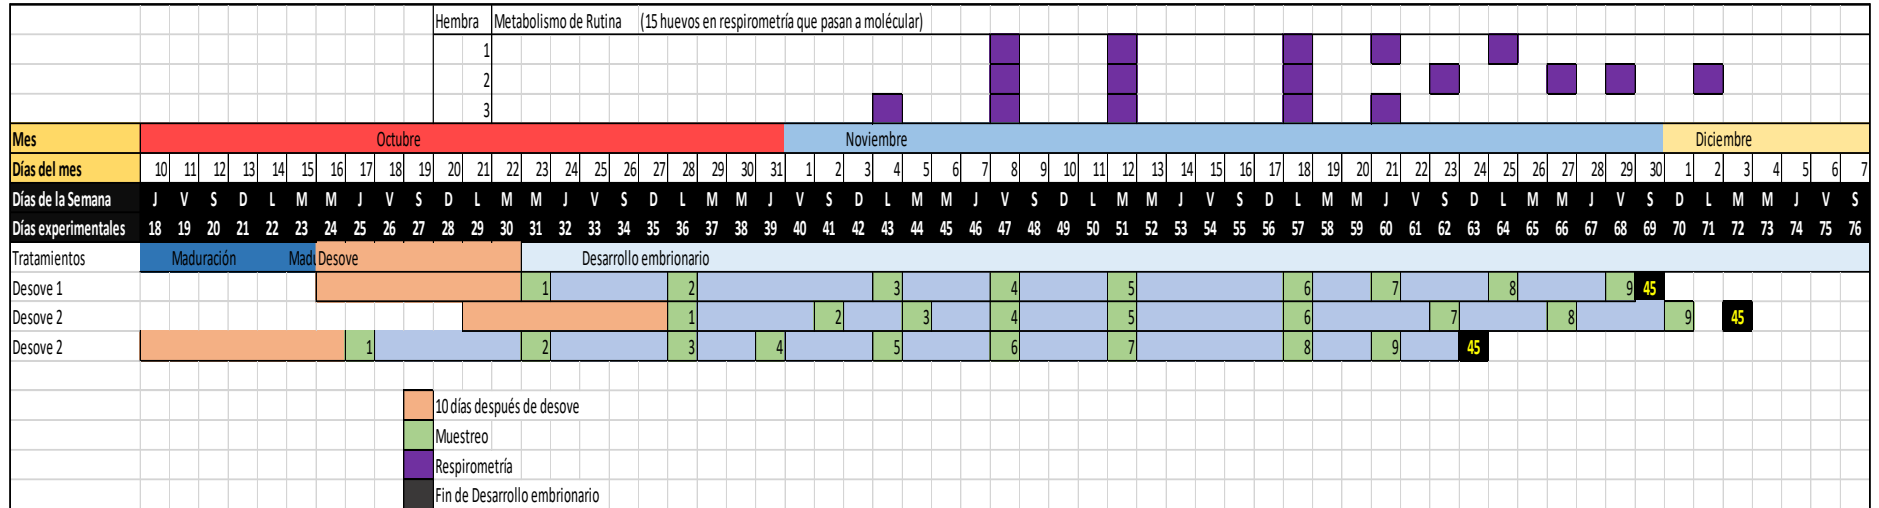 Hembra Metabolismo de Rutina (15 huevos en respirometría que pasan a molécular)
1
2
3
Mes Octubre Noviembre Diciembre
Días del mes 10 11 12 13 14 15 16 17 18 19 20 21 22 23 24 25 26 27 28 29 30 31 1 2 3 4 5 6 7 8 9 10 11 12 13 14 15 16 17 18 19 20 21 22 23 24 25 26 27 28 29 30 1 2 3 4 5 6 7
Días de la Semana J V S D L M M J V S D L M M J V S D L M M J V S D L M M J V S D L M M J V S D L M M J V S D L M M J V S D L M M J V S
Días experimentales 18 19 20 21 22 23 24 25 26 27 28 29 30 31 32 33 34 35 36 37 38 39 40 41 42 43 44 45 46 47 48 49 50 51 52 53 54 55 56 57 58 59 60 61 62 63 64 65 66 67 68 69 70 71 72 73 74 75 76
Tratamientos Maduración Madu Desove Desarrollo embrionario
Desove 1 1 2 3 4 5 6 7 8 9 45
Desove 2 1 2 3 4 5 6 7 8 9 45
Desove 2 1 2 3 4 5 6 7 8 9 45
10 días después de desove
Muestreo
Respirometría
Fin de Desarrollo embrionario